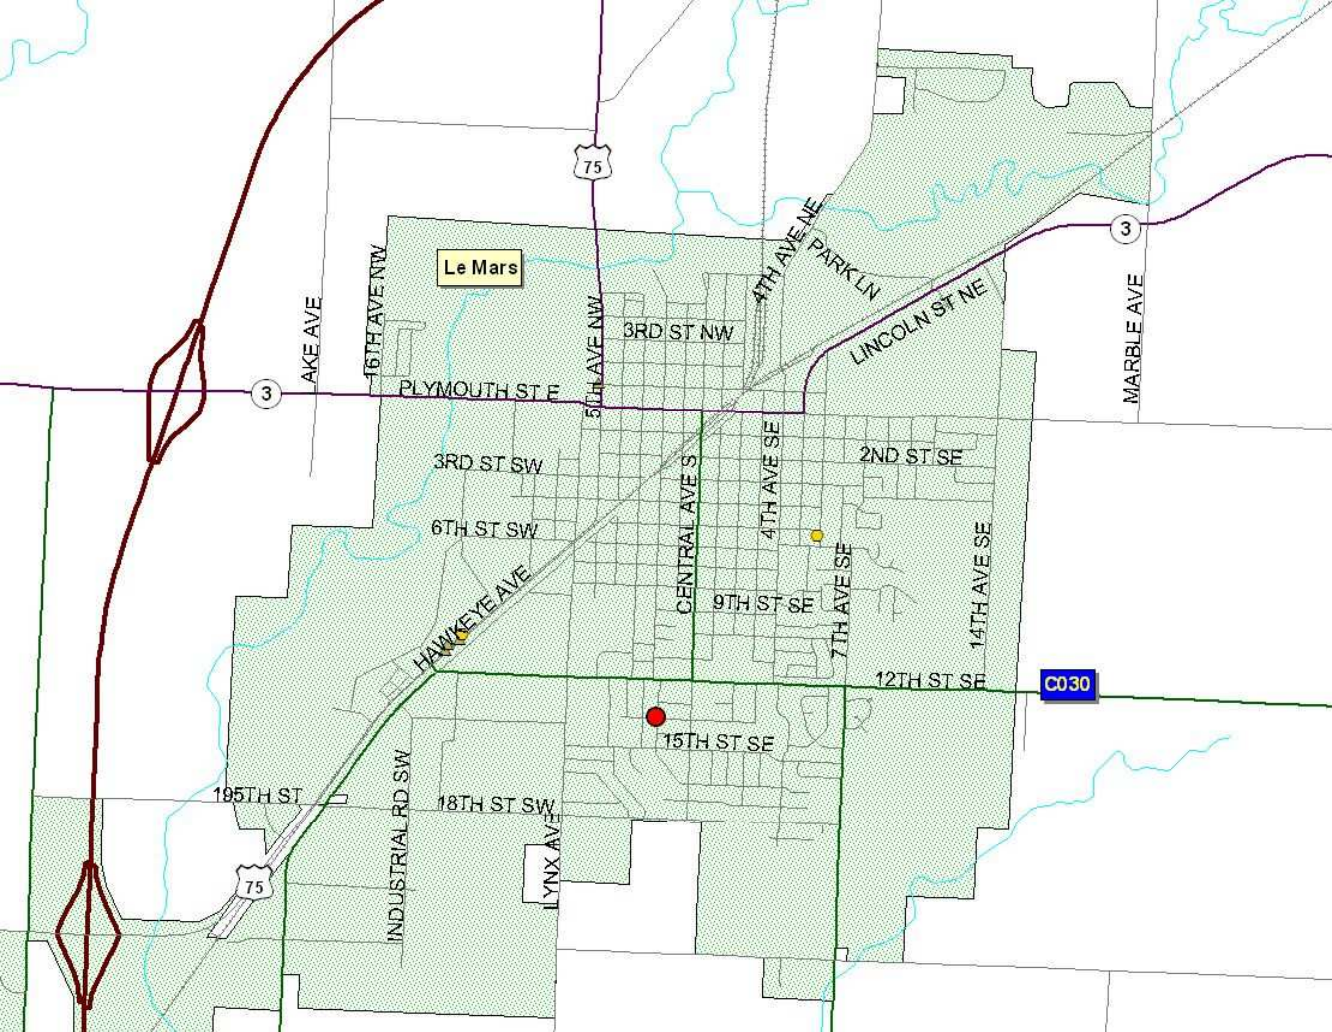 75
4TH AVE NE
PARK LN
3
Le Mars
16TH AVE NW
AKE AVE
5TH AVE NW
3RD ST NW
LINCOLN ST NE
MARBLE AVE
3
PLYMOUTH ST E
3RD ST SW
CENTRAL AVE S
4TH AVE SE
2ND ST SE
6TH ST SW
HAWKEYE AVE
9TH ST SE
7TH AVE SE
14TH AVE SE
12TH ST SE
C030
15TH ST SE
195TH ST
INDUSTRIAL RD SW
18TH ST SW
LYNX AVE
75